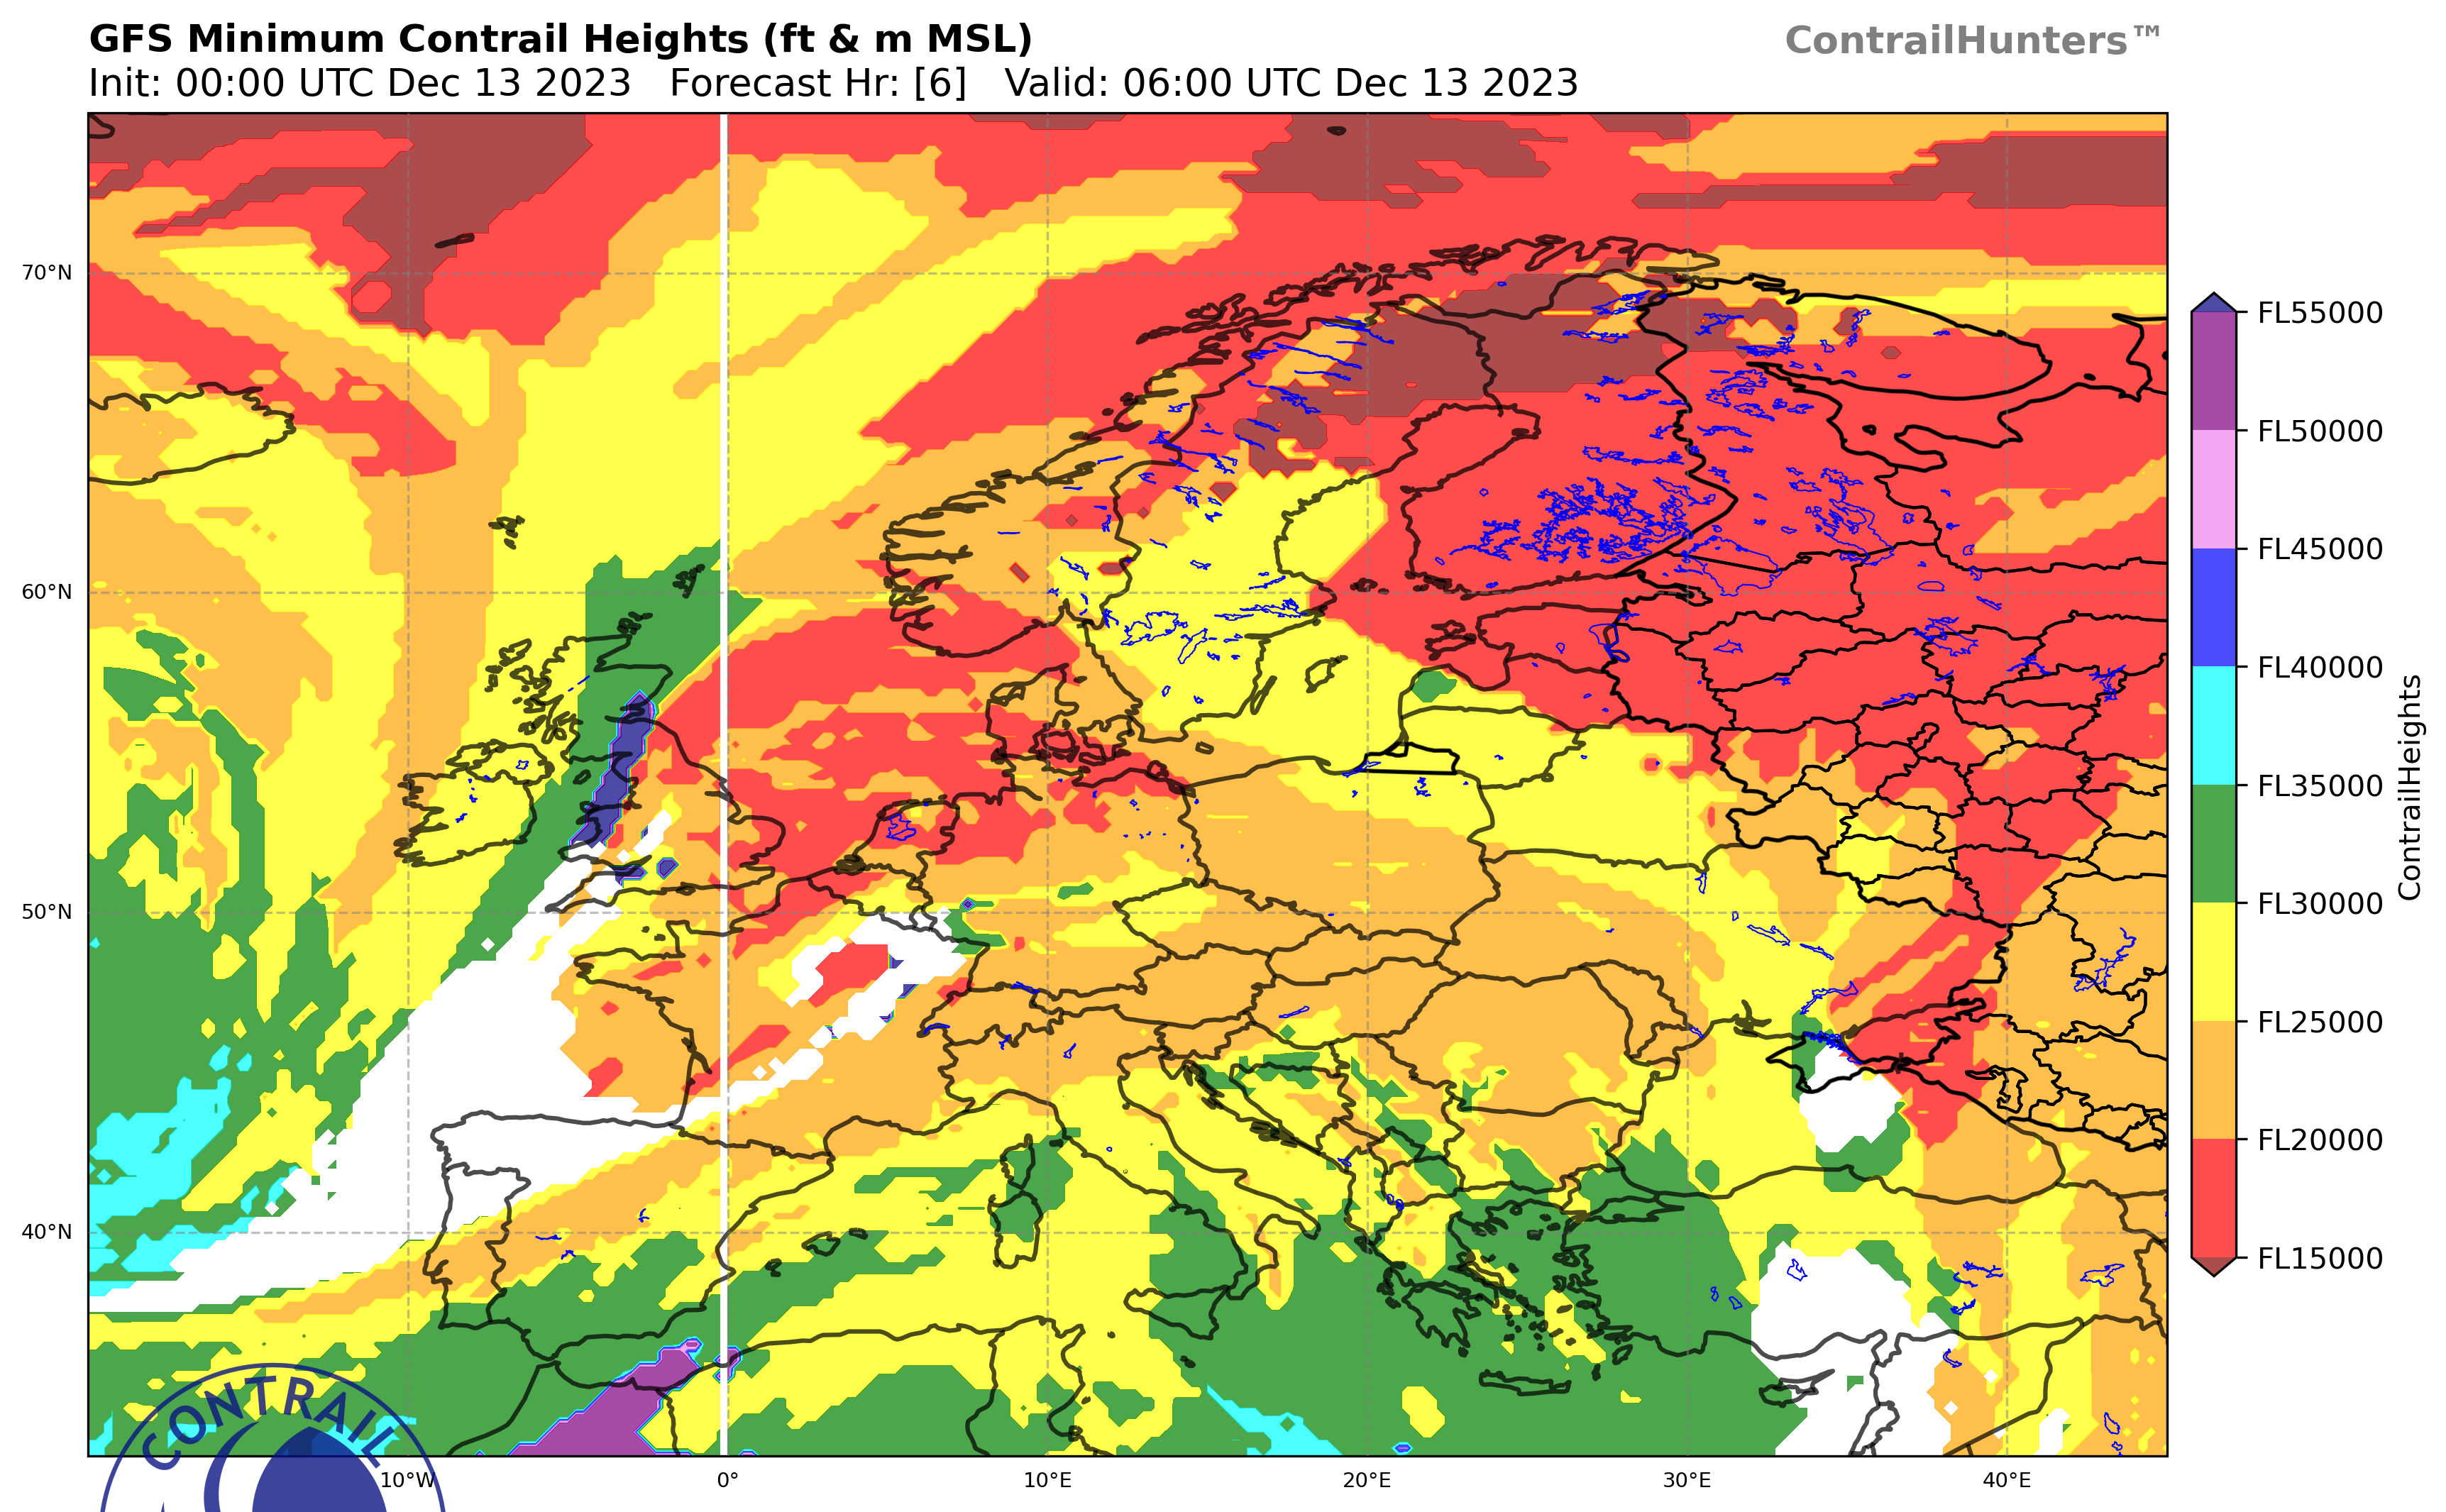 GFS Minimum Contrail Heights (ft & m MSL)
ContrailHunters™
Init: 00:00 UTC Dec 13 2023   Forecast Hr: [6]   Valid: 06:00 UTC Dec 13 2023
70°N
60°N
50°N
40°N
10°W
0°
10°E
20°E
30°E
40°E
FL55000
FL50000
FL45000
FL40000
FL35000
FL30000
FL25000
FL20000
FL15000
ContrailHeights
CONTRAIL